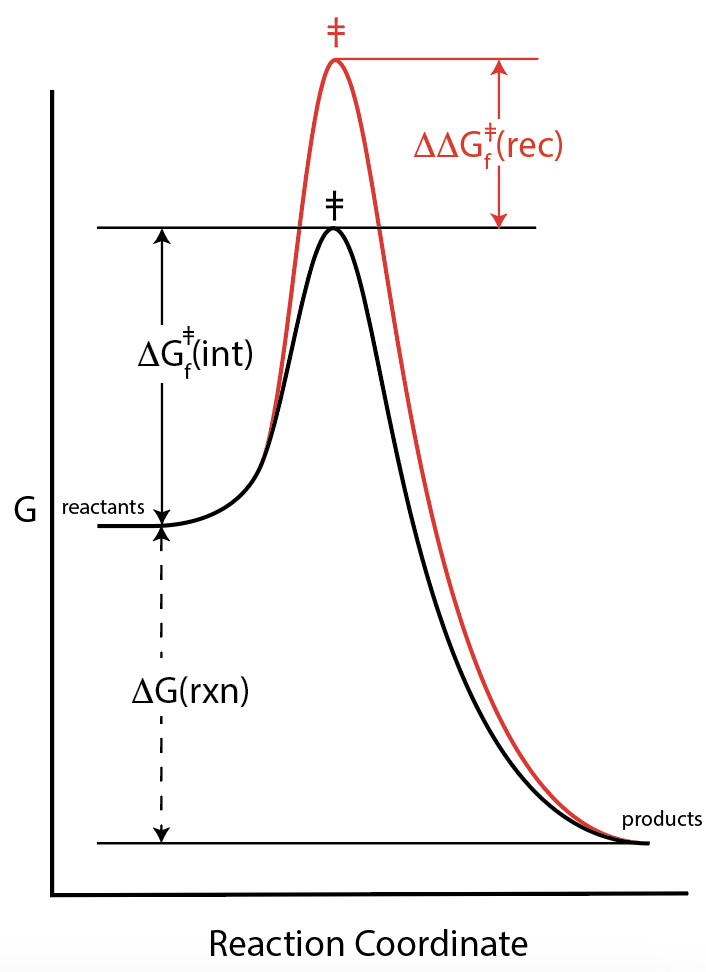 ‡
ΔΔG‡f(rec)
‡
ΔG‡f(int)
G
reactants
ΔG(rxn)
products
Reaction Coordinate